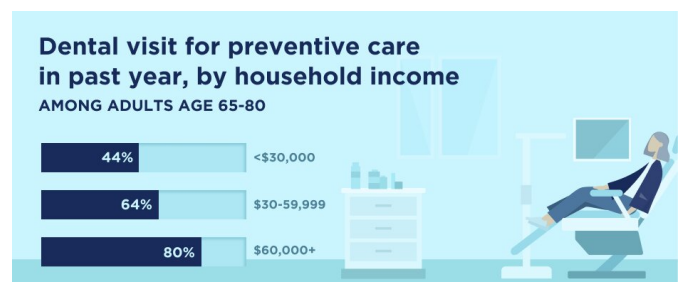 Dental visit for preventive care
in past year, by household income
AMONG ADULTS AGE 65-80
44% <$30,000
64% $30-59,999
80% $60,000+